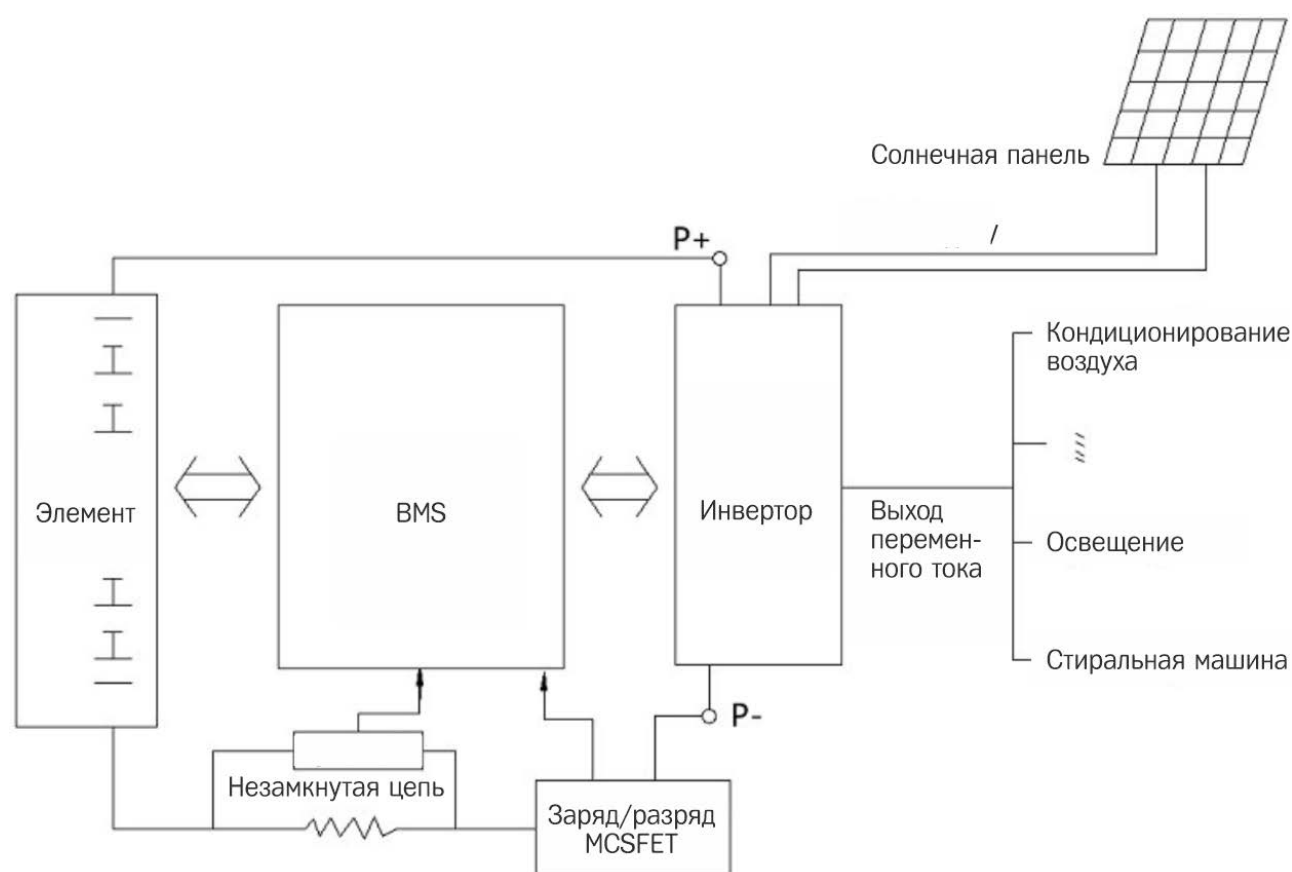 Солнечная панель
/
P+
Кондиционирование
воздуха
Элемент
BMS
Инвертор
Выход
перемен-
ного тока
Освещение
Стиральная машина
P-
Незамкнутая цепь
Заряд/разряд
MCSFET